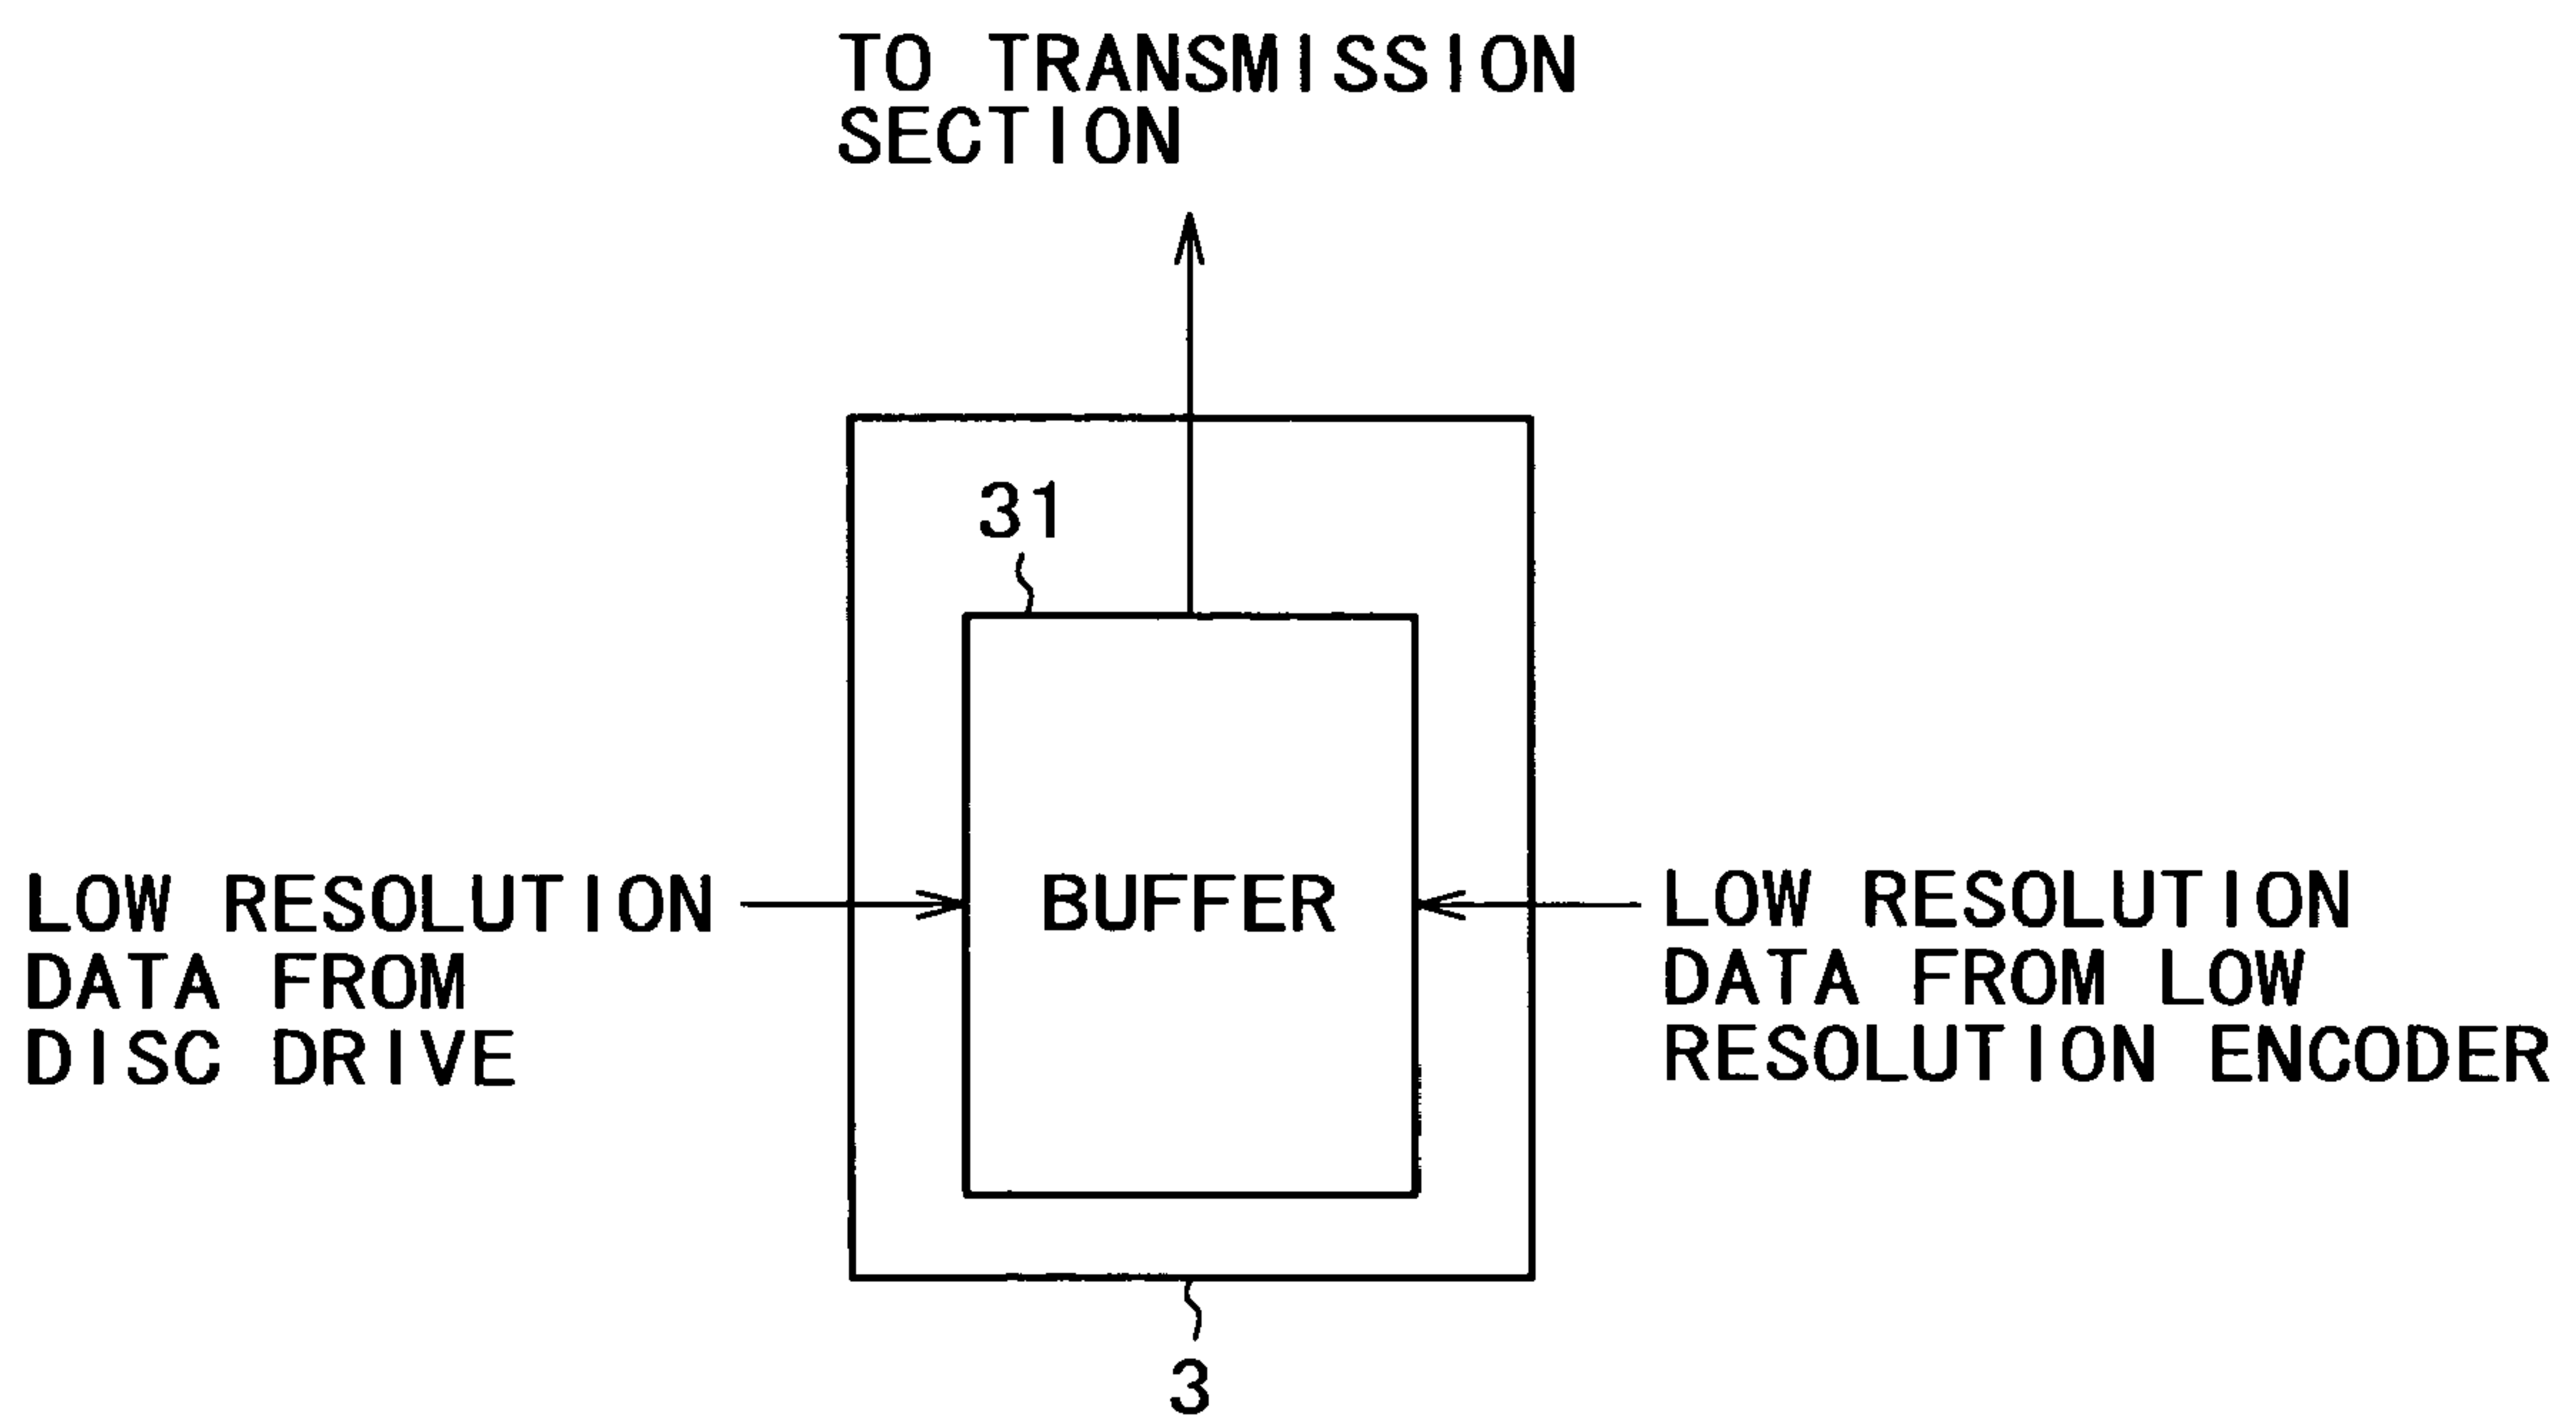 TO TRANSMISSION
SECTION
31
LOW RESOLUTION
DATA FROM
DISC DRIVE
BUFFER
LOW RESOLUTION
DATA FROM LOW
RESOLUTION ENCODER
3